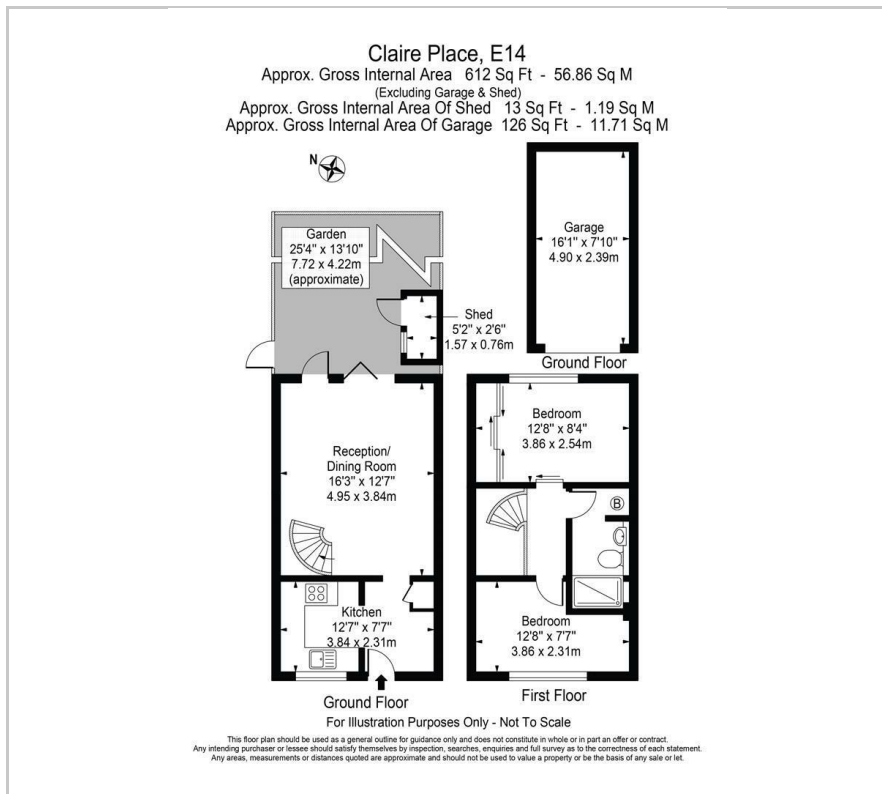 Claire Place, E14
Approx. Gross Internal Area 612 Sq Ft - 56.86 Sq M
(Excluding Garage & Shed)
Approx. Gross Internal Area Of Shed 13 Sq Ft - 1.19 Sq M
Approx. Gross Internal Area Of Garage 126 Sq Ft - 11.71 Sq M
N
Garden
25'4" x 13'10"
7.72 x 4.22m
(approximate)
Shed
5'2" x 2'6"
1.57 x 0.76m
Garage
16'1" x 7'10"
4.90 x 2.39m
Ground Floor
Reception/
Dining Room
16'3" x 12'7"
4.95 x 3.84m
Kitchen
12'7" x 7'7"
3.84 x 2.31m
Ground Floor
Bedroom
12'8" x 8'4"
3.86 x 2.54m
B
Bedroom
12'8" x 7'7"
3.86 x 2.31m
First Floor
For Illustration Purposes Only - Not To Scale
This floor plan should be used as a general outline for guidance only and does not constitute in whole or in part an offer or contract.
Any intending purchaser or lessee should satisfy themselves by inspection, searches, enquiries and full survey as to the correctness of each statement.
Any areas, measurements or distances quoted are approximate and should not be used to value a property or be the basis of any sale or let.